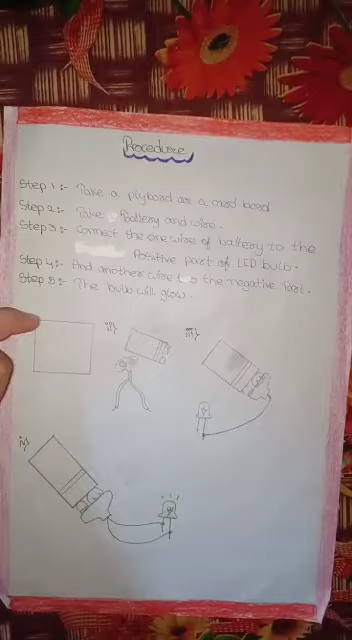 Procedure
Step 1:- Take a plyboard or a card board
Step 2:- Take Battery and wire.
Step 3:- Connect the one wire of battery to the
Positive part of LED bulb.
Step 4:- And another wire to the negative Part.
Step 5:- The bulb will glow.
ii)
iii)
iv)